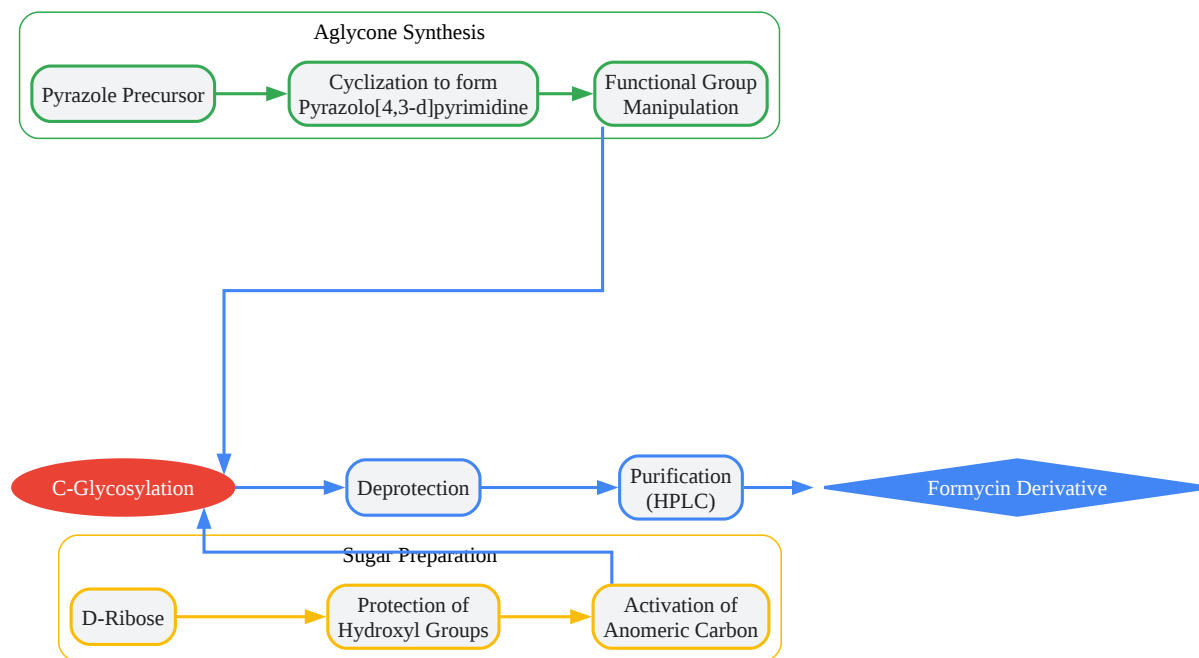 Aglycone Synthesis
Pyrazole Precursor
Cyclization to form
Pyrazolo[4,3-d]pyrimidine
Functional Group
Manipulation
C-Glycosylation
Deprotection
Purification
(HPLC)
Formycin Derivative
Sugar Preparation
D-Ribose
Protection of
Hydroxyl Groups
Activation of
Anomeric Carbon